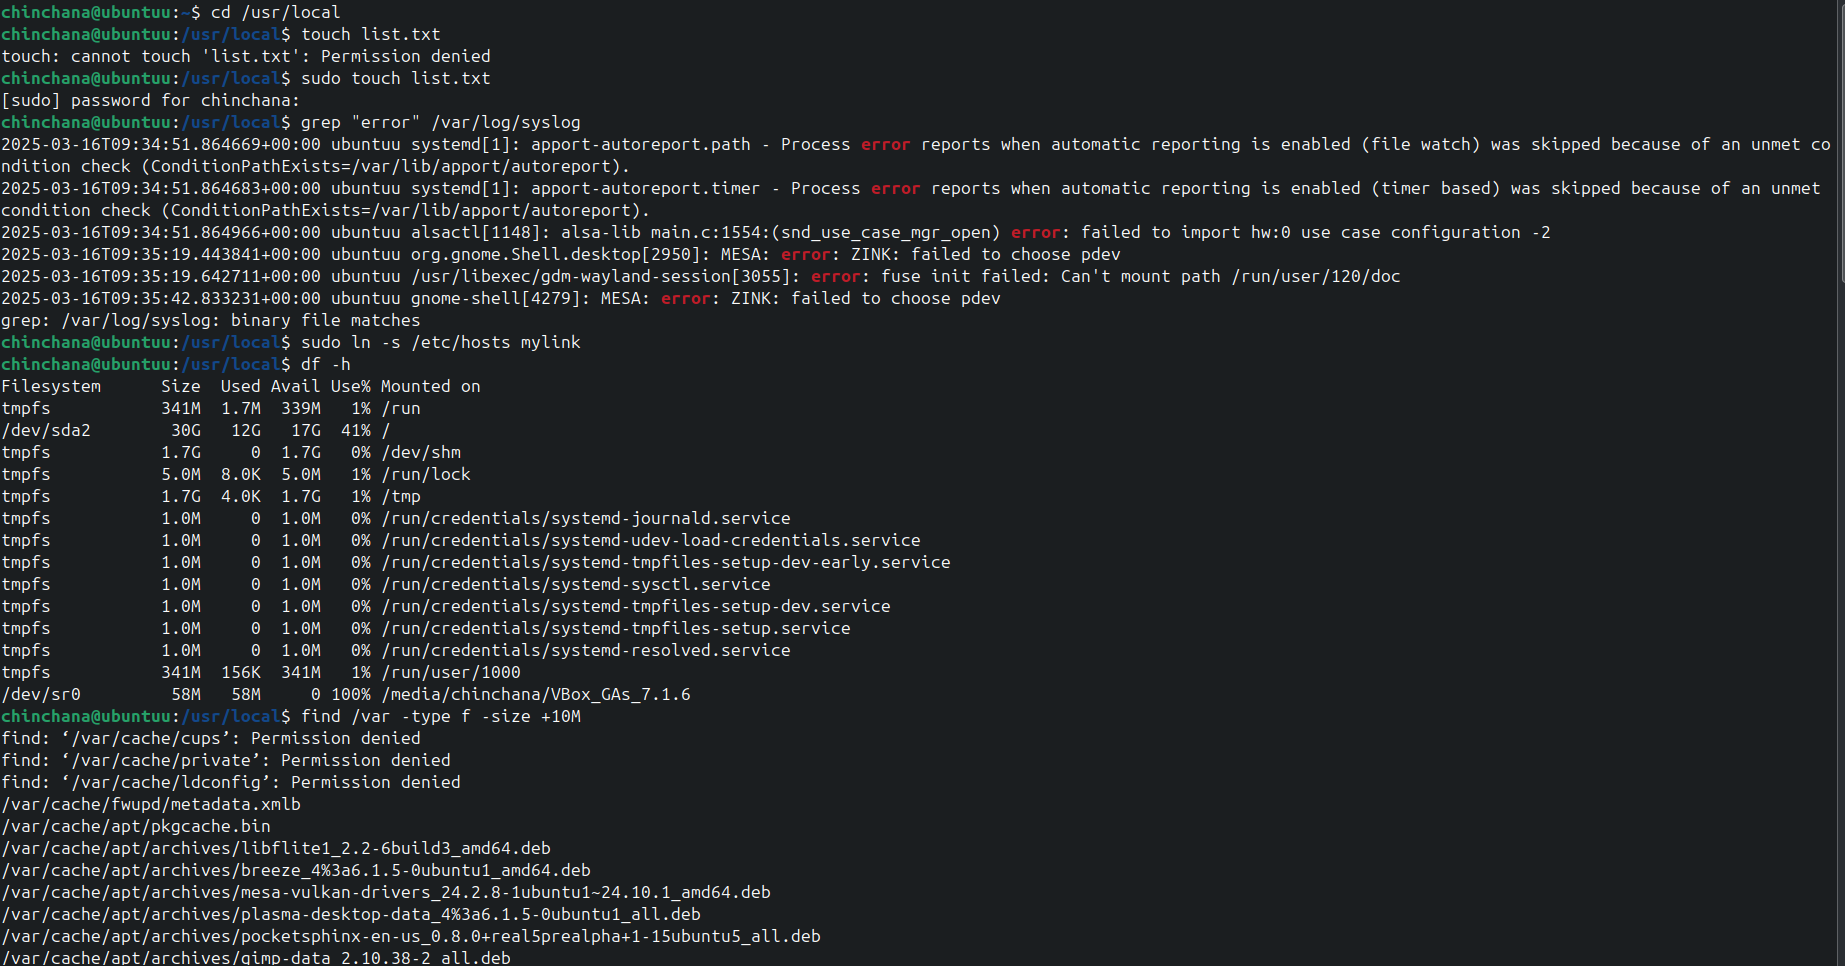 chinchana@ubuntuu:~$ cd /usr/local
chinchana@ubuntuu:/usr/local$ touch list.txt
touch: cannot touch 'list.txt': Permission denied
chinchana@ubuntuu:/usr/local$ sudo touch list.txt
[sudo] password for chinchana:
chinchana@ubuntuu:/usr/local$ grep "error" /var/log/syslog
2025-03-16T09:34:51.864669+00:00 ubuntuu systemd[1]: apport-autoreport.path - Process error reports when automatic reporting is enabled (file watch) was skipped because of an unmet co
ndition check (ConditionPathExists=/var/lib/apport/autoreport).
2025-03-16T09:34:51.864683+00:00 ubuntuu systemd[1]: apport-autoreport.timer - Process error reports when automatic reporting is enabled (timer based) was skipped because of an unmet
condition check (ConditionPathExists=/var/lib/apport/autoreport).
2025-03-16T09:34:51.864966+00:00 ubuntuu alsactl[1148]: alsa-lib main.c:1554:(snd_use_case_mgr_open) error: failed to import hw:0 use case configuration -2
2025-03-16T09:35:19.443841+00:00 ubuntuu org.gnome.Shell.desktop[2950]: MESA: error: ZINK: failed to choose pdev
2025-03-16T09:35:19.642711+00:00 ubuntuu /usr/libexec/gdm-wayland-session[3055]: error: fuse init failed: Can't mount path /run/user/120/doc
2025-03-16T09:35:42.833231+00:00 ubuntuu gnome-shell[4279]: MESA: error: ZINK: failed to choose pdev
grep: /var/log/syslog: binary file matches
chinchana@ubuntuu:/usr/local$ sudo ln -s /etc/hosts mylink
chinchana@ubuntuu:/usr/local$ df -h
Filesystem      Size  Used Avail Use% Mounted on
tmpfs           341M  1.7M  339M   1% /run
/dev/sda2        30G   12G   17G  41% /
tmpfs           1.7G     0  1.7G   0% /dev/shm
tmpfs           5.0M  8.0K  5.0M   1% /run/lock
tmpfs           1.7G  4.0K  1.7G   1% /tmp
tmpfs           1.0M     0  1.0M   0% /run/credentials/systemd-journald.service
tmpfs           1.0M     0  1.0M   0% /run/credentials/systemd-udev-load-credentials.service
tmpfs           1.0M     0  1.0M   0% /run/credentials/systemd-tmpfiles-setup-dev-early.service
tmpfs           1.0M     0  1.0M   0% /run/credentials/systemd-sysctl.service
tmpfs           1.0M     0  1.0M   0% /run/credentials/systemd-tmpfiles-setup-dev.service
tmpfs           1.0M     0  1.0M   0% /run/credentials/systemd-tmpfiles-setup.service
tmpfs           1.0M     0  1.0M   0% /run/credentials/systemd-resolved.service
tmpfs           341M  156K  341M   1% /run/user/1000
/dev/sr0         58M   58M     0 100% /media/chinchana/VBox_GAs_7.1.6
chinchana@ubuntuu:/usr/local$ find /var -type f -size +10M
find: ‘/var/cache/cups’: Permission denied
find: ‘/var/cache/private’: Permission denied
find: ‘/var/cache/ldconfig’: Permission denied
/var/cache/fwupd/metadata.xmlb
/var/cache/apt/pkgcache.bin
/var/cache/apt/archives/libflite1_2.2-6build3_amd64.deb
/var/cache/apt/archives/breeze_4%3a6.1.5-0ubuntu1_amd64.deb
/var/cache/apt/archives/mesa-vulkan-drivers_24.2.8-1ubuntu1~24.10.1_amd64.deb
/var/cache/apt/archives/plasma-desktop-data_4%3a6.1.5-0ubuntu1_all.deb
/var/cache/apt/archives/pocketsphinx-en-us_0.8.0+real5prealpha+1-15ubuntu5_all.deb
/var/cache/apt/archives/gimp-data_2.10.38-2_all.deb